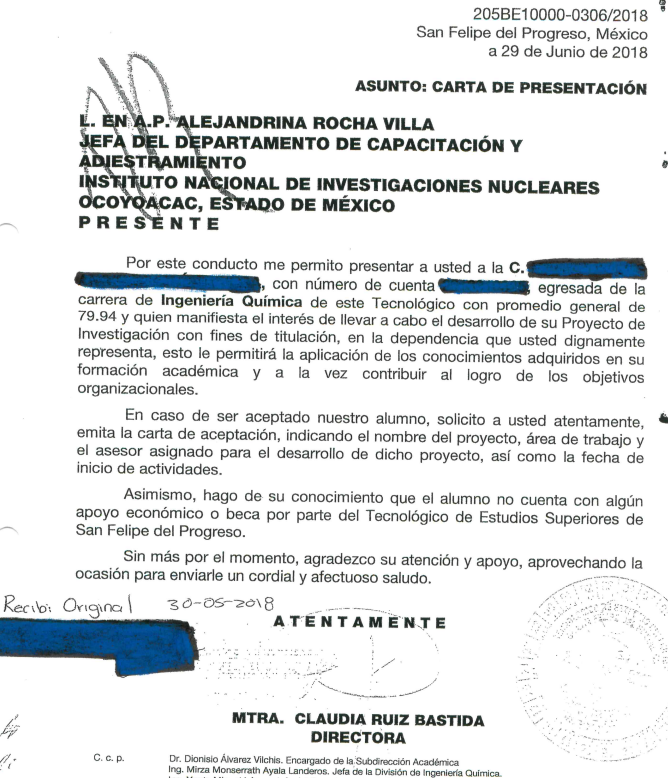 205BE10000-0306/2018
San Felipe del Progreso, México
a 29 de Junio de 2018
ASUNTO: CARTA DE PRESENTACIÓN
L. EN A.P. ALEJANDRINA ROCHA VILLA
JEFA DEL DEPARTAMENTO DE CAPACITACIÓN Y
ADIESTRAMIENTO
INSTITUTO NACIONAL DE INVESTIGACIONES NUCLEARES
OCOYOACAC, ESTADO DE MÉXICO
P R E S E N T E
Por este conducto me permito presentar a usted a la C.
, con número de cuenta egresada de la
carrera de Ingeniería Química de este Tecnológico con promedio general de
79.94 y quien manifiesta el interés de llevar a cabo el desarrollo de su Proyecto de
Investigación con fines de titulación, en la dependencia que usted dignamente
representa, esto le permitirá la aplicación de los conocimientos adquiridos en su
formación académica y a la vez contribuir al logro de los objetivos
organizacionales.
En caso de ser aceptado nuestro alumno, solicito a usted atentamente,
emita la carta de aceptación, indicando el nombre del proyecto, área de trabajo y
el asesor asignado para el desarrollo de dicho proyecto, así como la fecha de
inicio de actividades.
Asimismo, hago de su conocimiento que el alumno no cuenta con algún
apoyo económico o beca por parte del Tecnológico de Estudios Superiores de
San Felipe del Progreso.
Sin más por el momento, agradezco su atención y apoyo, aprovechando la
ocasión para enviarle un cordial y afectuoso saludo.
Recibi Original 30-05-2018
A T E N T A M E N T E
MTRA. CLAUDIA RUIZ BASTIDA
DIRECTORA
C. c. p. Dr. Dionisio Álvarez Vilchis. Encargado de la Subdirección Académica
Ing. Mirza Monserrath Ayala Landeros. Jefa de la División de Ingeniería Química.